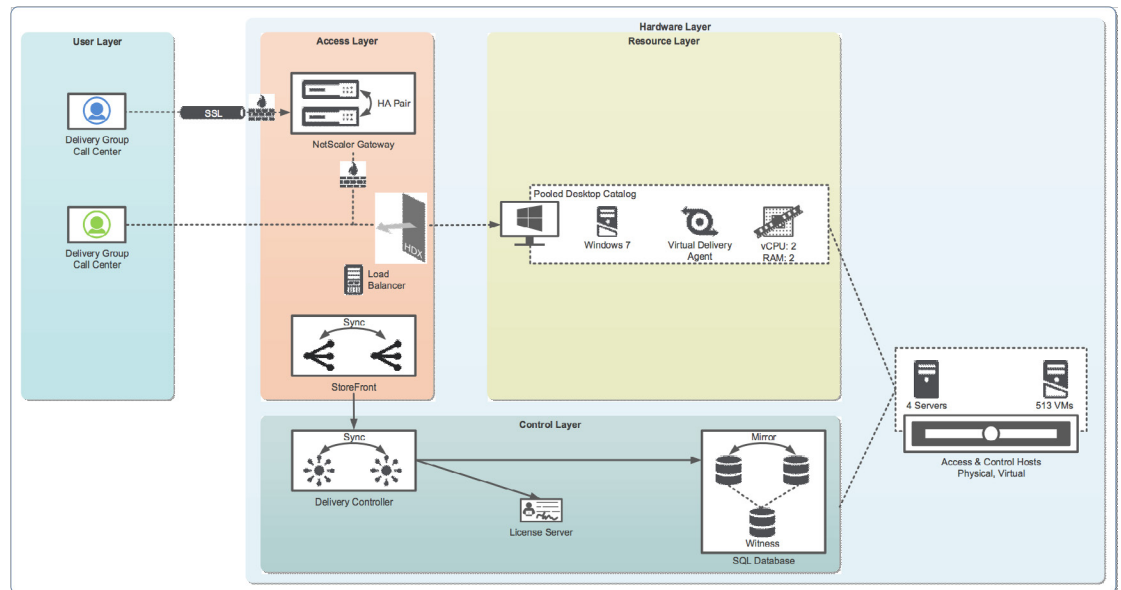 Hardware Layer
User Layer
Access Layer
Resource Layer
HA Pair
SSL
Delivery Group
Call Center
NetScaler Gateway
Pooled Desktop Catalog
Windows 7
Virtual Delivery
Agent
vCPU: 2
RAM: 2
Delivery Group
Call Center
HDX
Load
Balancer
Sync
StoreFront
4 Servers
513 VMs
Access & Control Hosts
Physical, Virtual
Control Layer
Sync
Delivery Controller
License Server
Mirror
Witness
SQL Database